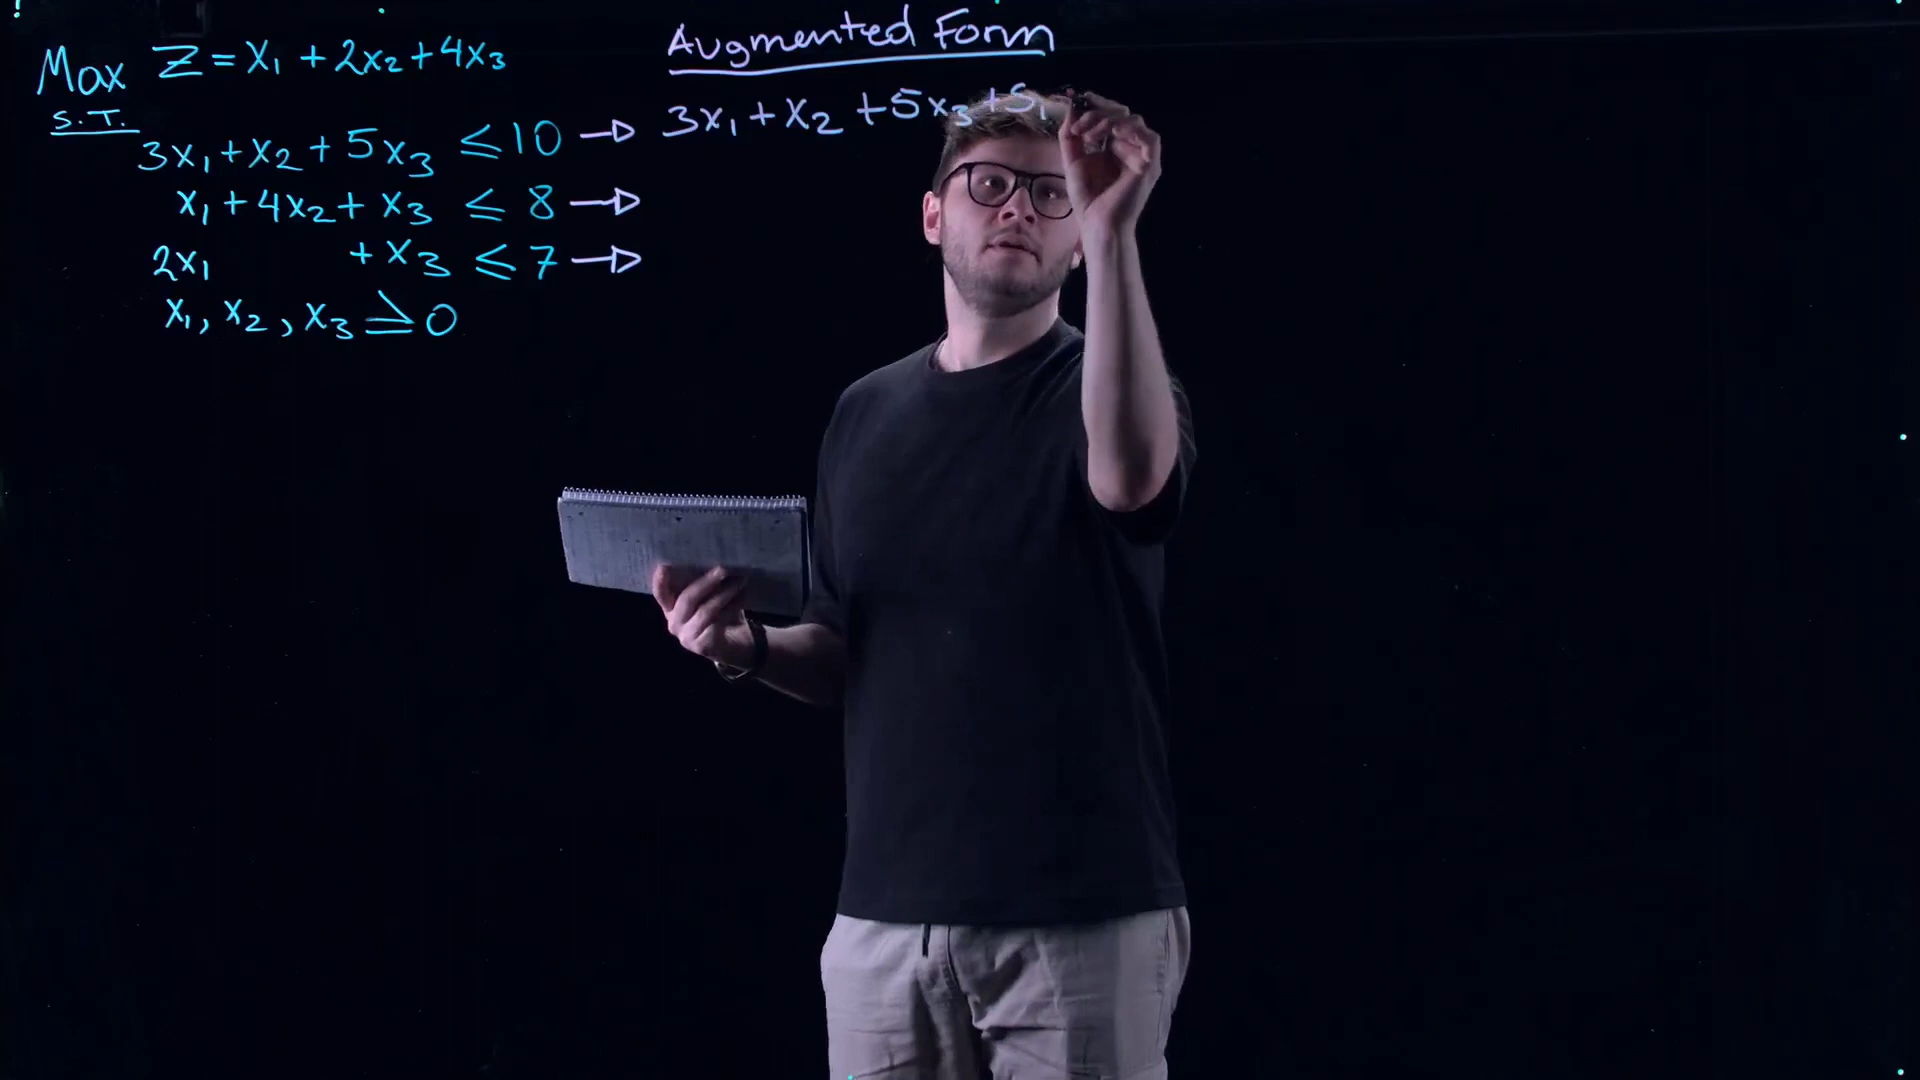 Max Z = x₁ + 2x₂ + 4x₃
S.T.
3x₁ + x₂ + 5x₃ ≤ 10 →
x₁ + 4x₂ + x₃ ≤ 8 →
2x₁ + x₃ ≤ 7 →
x₁, x₂, x₃ ≥ 0
Augmented Form
3x₁ + x₂ + 5x₃ + S₁